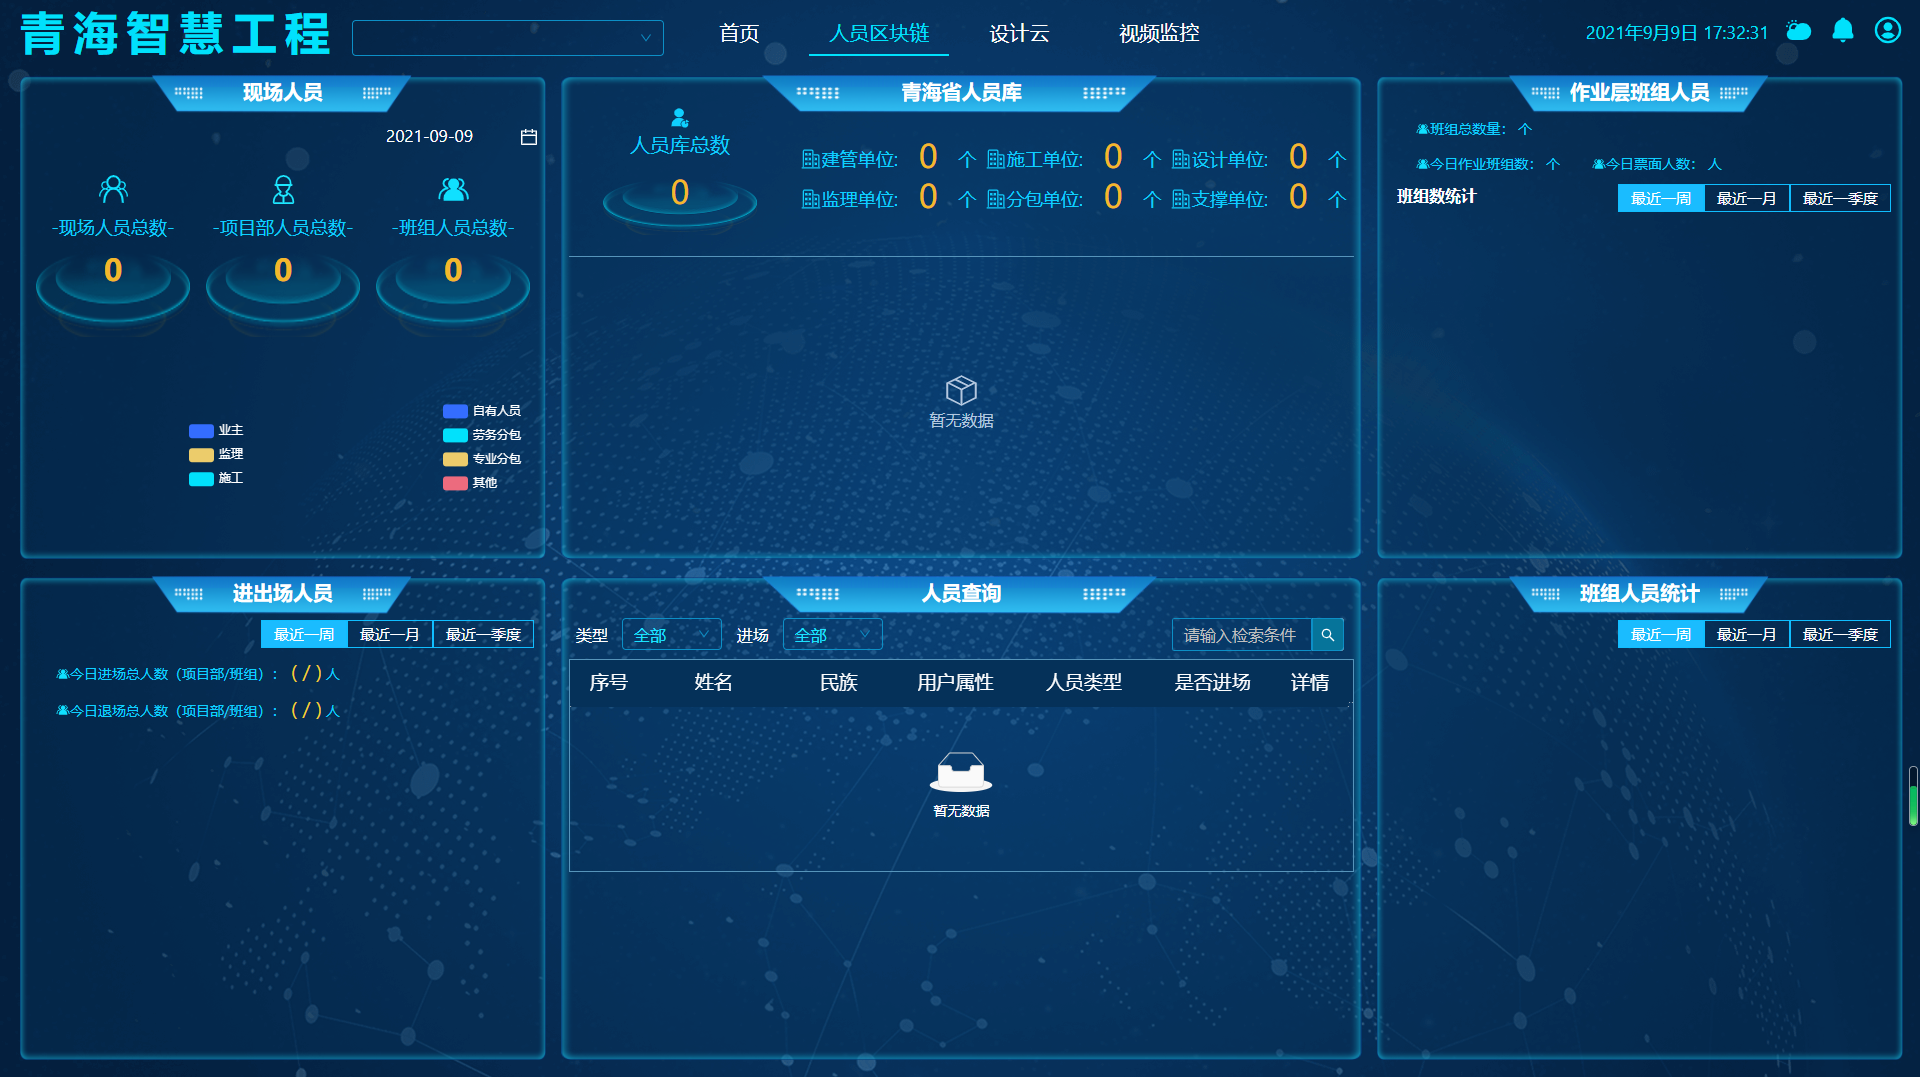 青海智慧工程
首页
人员区块链
设计云
视频监控
2021年9月9日 17:32:31
现场人员
2021-09-09
-现场人员总数-
-项目部人员总数-
-班组人员总数-
0
0
0
业主
监理
施工
自有人员
劳务分包
专业分包
其他
青海省人员库
人员库总数
0
建管单位: 0 个
施工单位: 0 个
设计单位: 0 个
监理单位: 0 个
分包单位: 0 个
支撑单位: 0 个
暂无数据
作业层班组人员
班组总数量： 个
今日作业班组数： 个
今日票面人数： 人
班组数统计
最近一周
最近一月
最近一季度
进出场人员
最近一周
最近一月
最近一季度
今日进场总人数（项目部/班组）： ( / ) 人
今日退场总人数（项目部/班组）： ( / ) 人
人员查询
类型 全部
进场 全部
请输入检索条件
序号 姓名 民族 用户属性 人员类型 是否进场 详情
暂无数据
班组人员统计
最近一周
最近一月
最近一季度